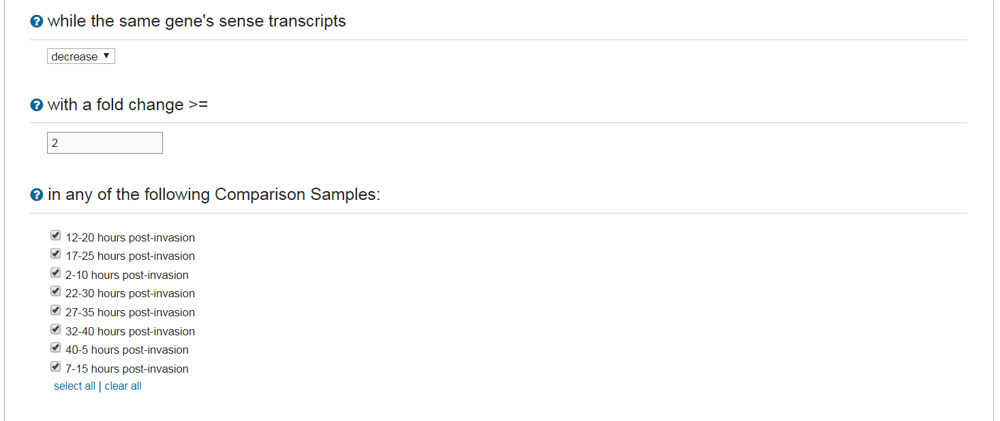 while the same gene's sense transcripts
decrease
with a fold change >=
2
in any of the following Comparison Samples:
12-20 hours post-invasion
17-25 hours post-invasion
2-10 hours post-invasion
22-30 hours post-invasion
27-35 hours post-invasion
32-40 hours post-invasion
40-5 hours post-invasion
7-15 hours post-invasion
select all | clear all